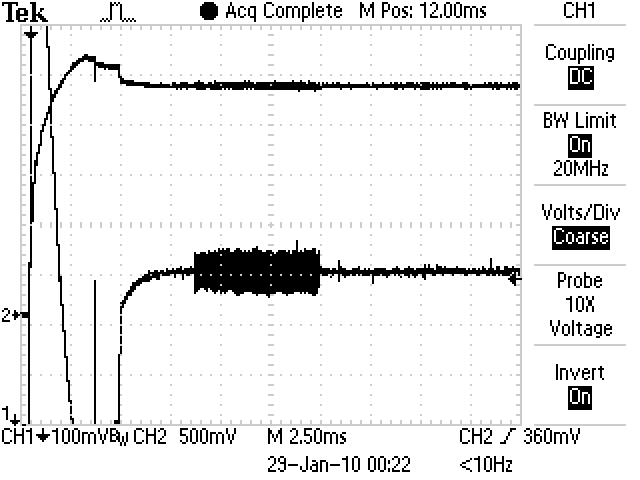 Tek Acq Complete M Pos: 12.00ms CH1
Coupling
DC
BW Limit
On
20MHz
Volts/Div
Coarse
Probe
10X
Voltage
Invert
On
2
1
CH1 100mVBw CH2 500mV M 2.50ms CH2 360mV
29-Jan-10 00:22 <10Hz